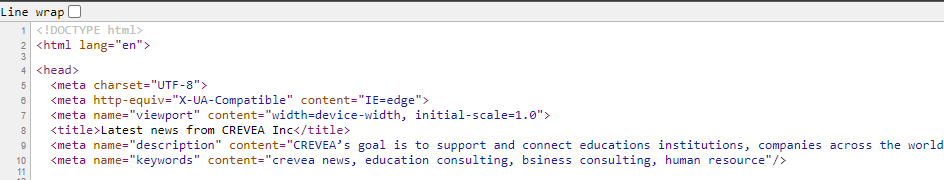 Line wrap
1 <!DOCTYPE html>
2 <html lang="en">
3
4 <head>
5 <meta charset="UTF-8">
6 <meta http-equiv="X-UA-Compatible" content="IE=edge">
7 <meta name="viewport" content="width=device-width, initial-scale=1.0">
8 <title>Latest news from CREVEA Inc</title>
9 <meta name="description" content="CREVEA’s goal is to support and connect educations institutions, companies across the world
10 <meta name="keywords" content="crevea news, education consulting, bsiness consulting, human resource"/>
11